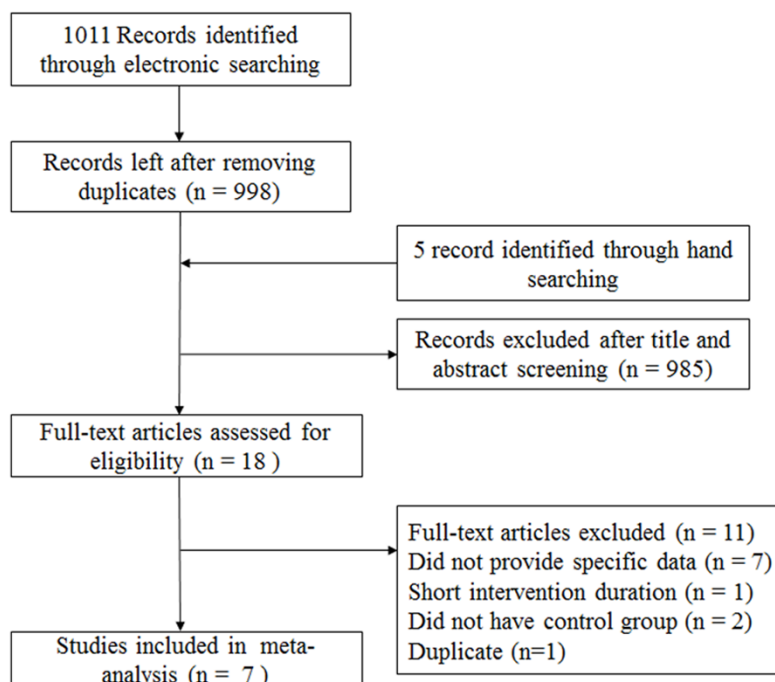 1011 Records identified
through electronic searching
Records left after removing
duplicates (n = 998)
5 record identified through hand
searching
Records excluded after title and
abstract screening (n = 985)
Full-text articles assessed for
eligibility (n = 18 )
Full-text articles excluded (n = 11)
Did not provide specific data (n = 7)
Short intervention duration (n = 1)
Did not have control group (n = 2)
Duplicate (n=1)
Studies included in meta-
analysis (n = 7 )